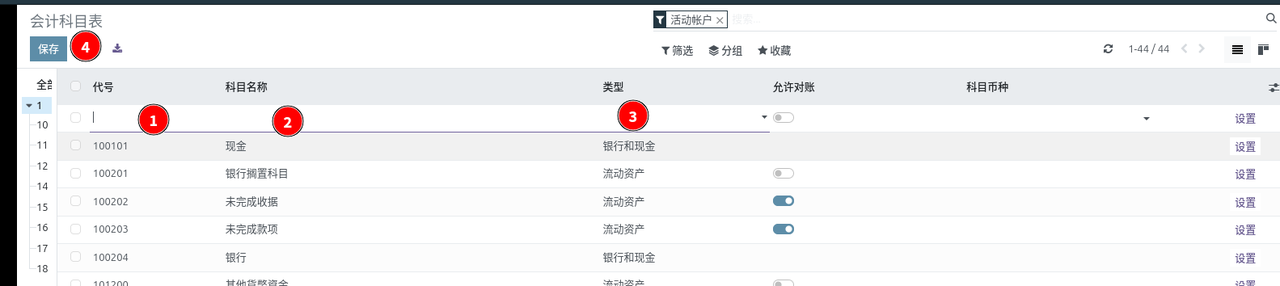 会计科目表
活动帐户 × 搜索...
保存 4
筛选 分组 收藏 1-44 / 44
全部 代号 科目名称 类型 允许对账 科目币种
1
1 2 3 设置
10
100101 现金 银行和现金 设置
11
100201 银行搁置科目 流动资产 设置
12
100202 未完成收据 流动资产 设置
14
15
100203 未完成款项 流动资产 设置
16
17
100204 银行 银行和现金 设置
18
101200 其他货幣資金 流动资产 设置